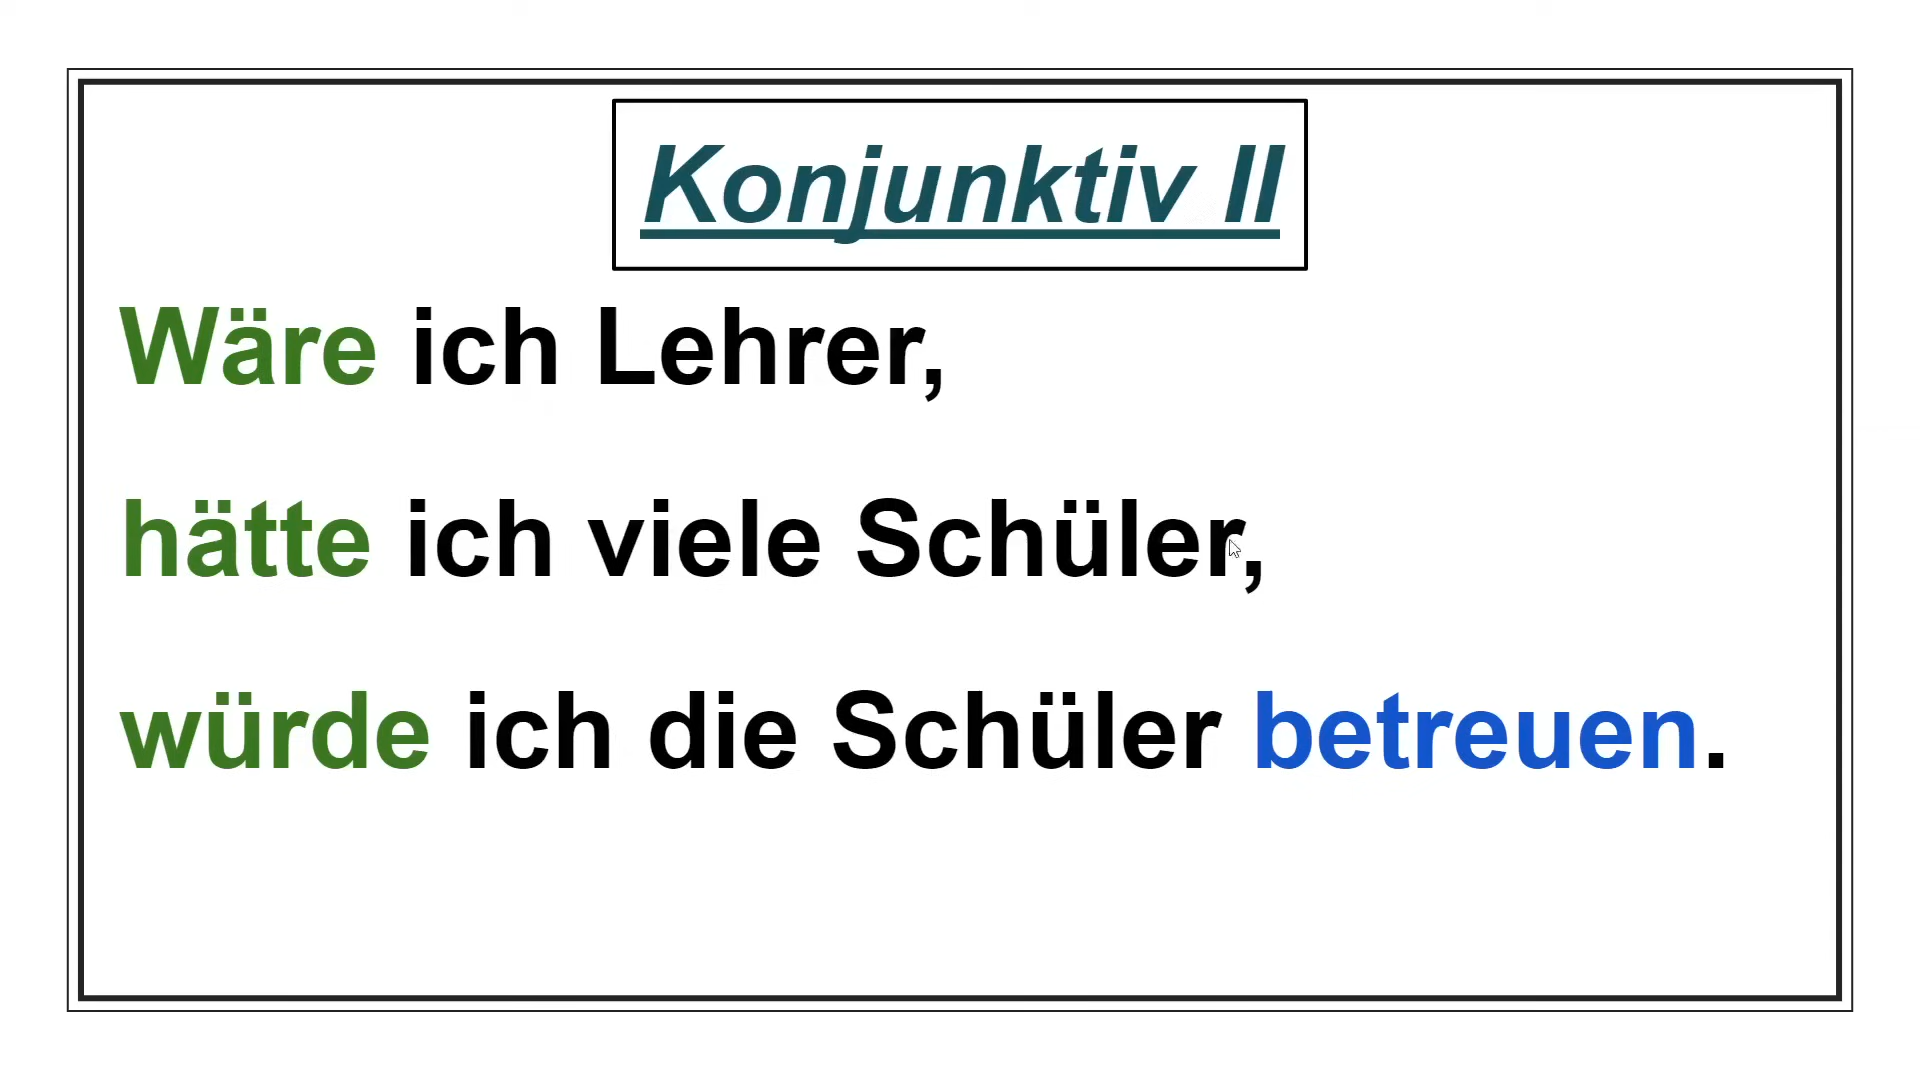 Konjunktiv II
Wäre ich Lehrer,
hätte ich viele Schüler,
würde ich die Schüler betreuen.